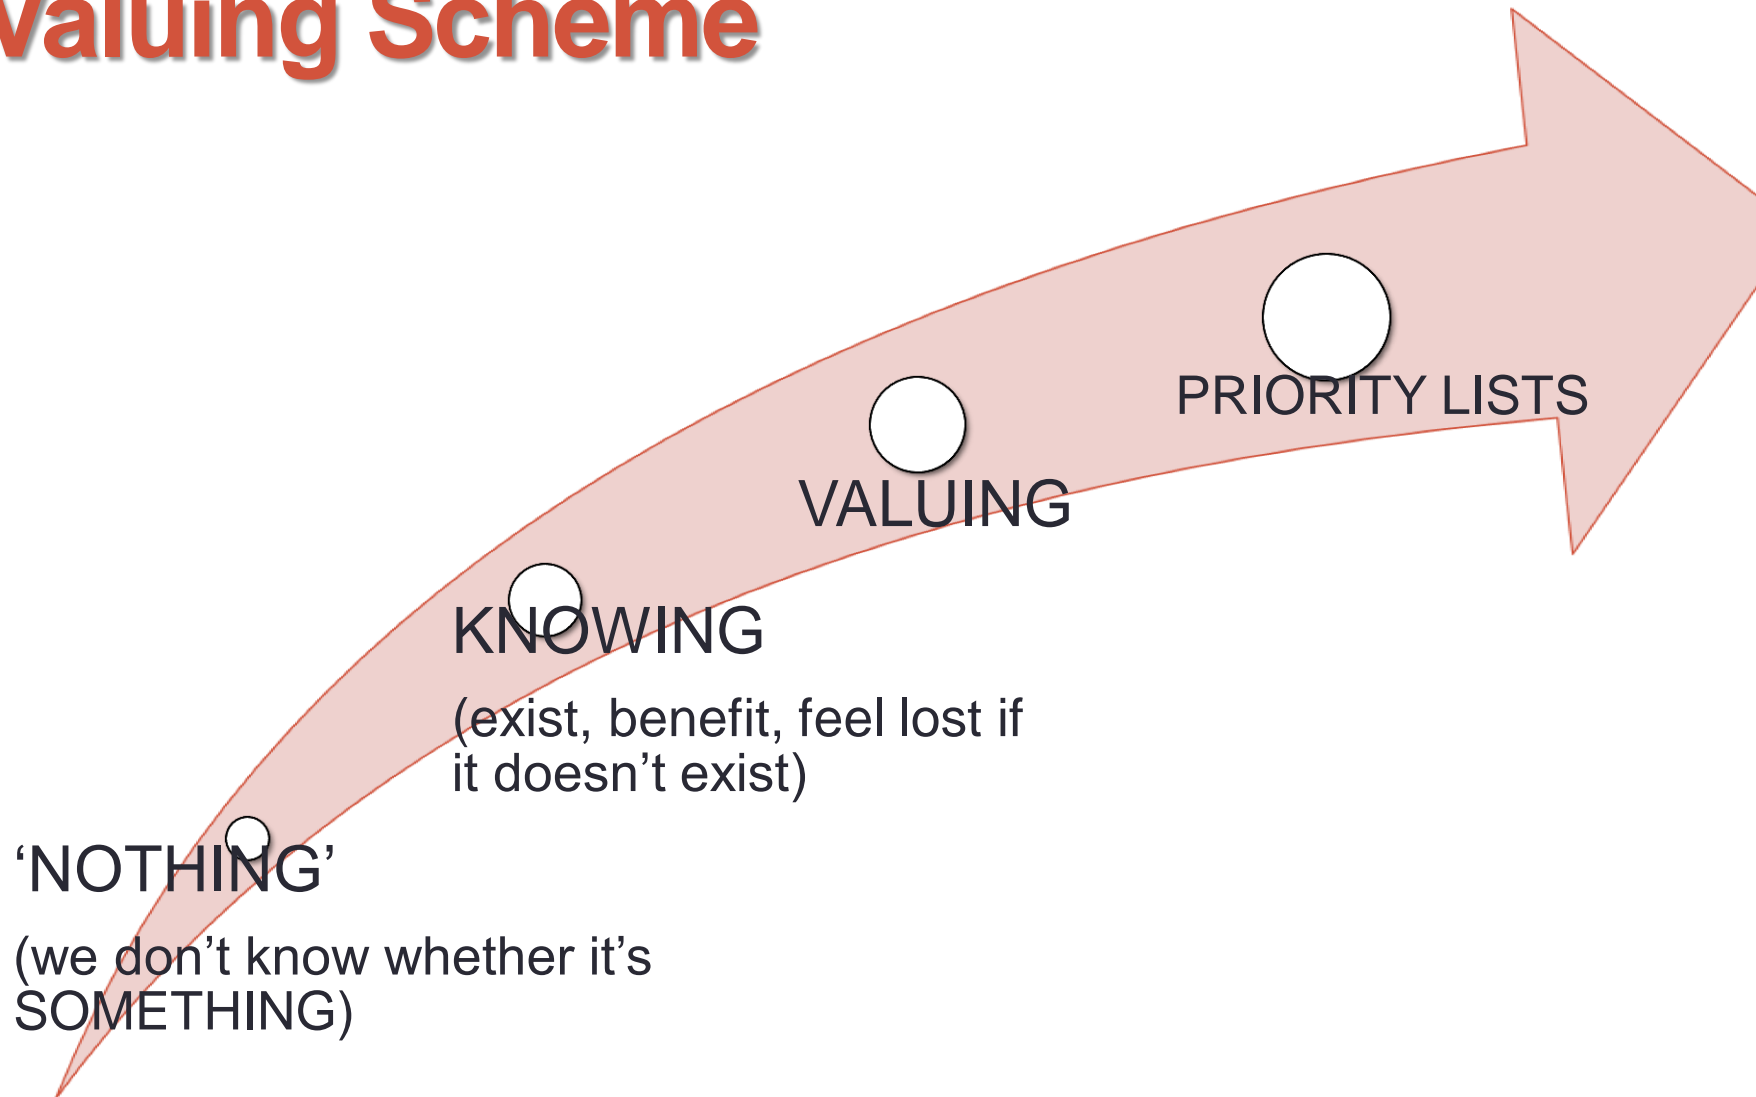 Valuing Scheme
PRIORITY LISTS
VALUING
KNOWING
(exist, benefit, feel lost if
it doesn’t exist)
‘NOTHING’
(we don’t know whether it’s
SOMETHING)